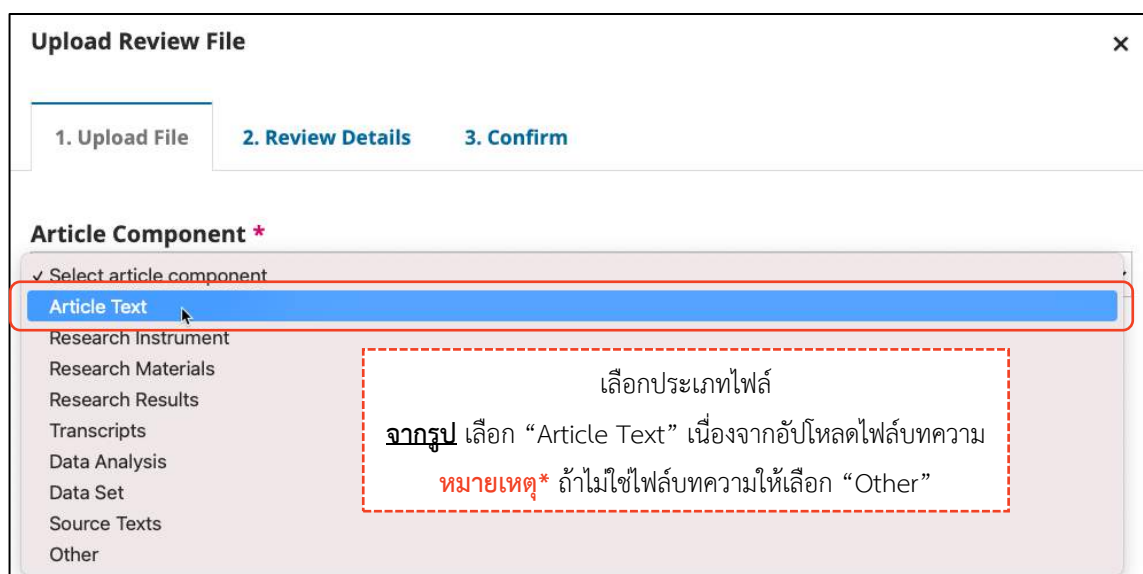 Upload Review File ×
1. Upload File 2. Review Details 3. Confirm
Article Component *
✓ Select article component
Article Text
Research Instrument
Research Materials
Research Results
Transcripts
Data Analysis
Data Set
Source Texts
Other
เลือกประเภทไฟล์
จากรูป เลือก “Article Text” เนื่องจากอัปโหลดไฟล์บทความ
หมายเหตุ* ถ้าไม่ใช่ไฟล์บทความให้เลือก “Other”